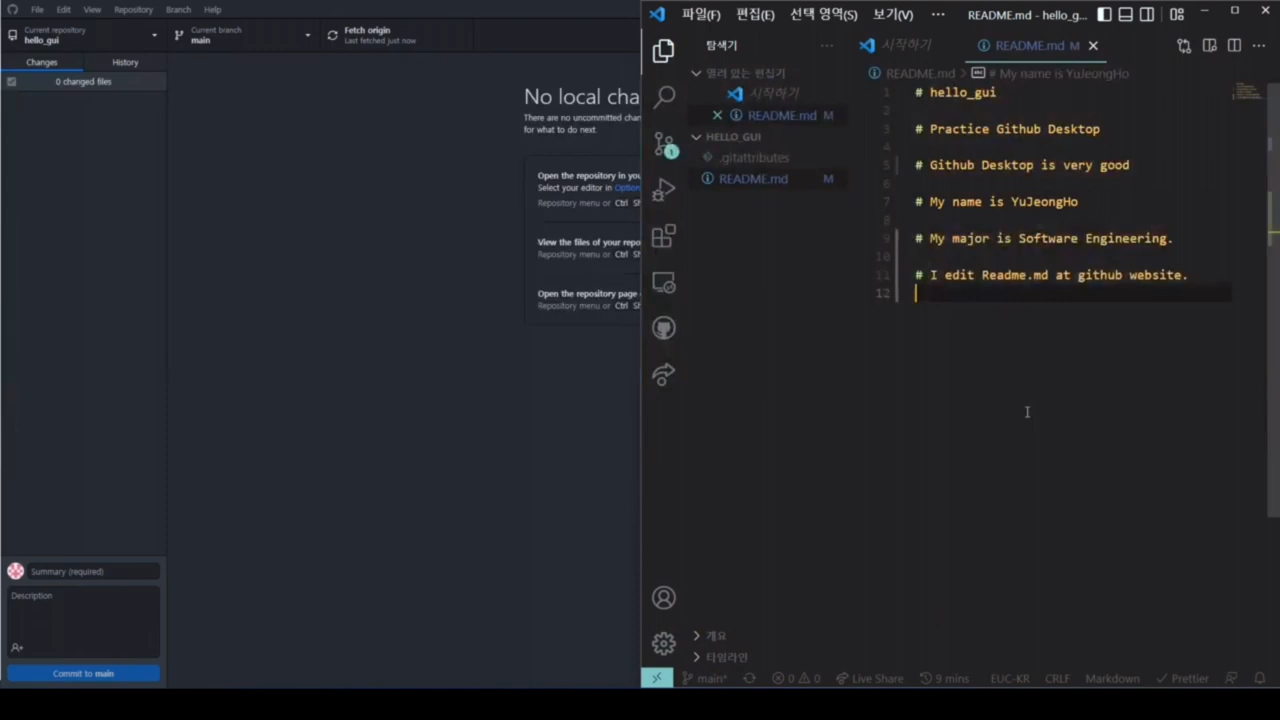 File Edit View Repository Branch Help
Current repository
hello_gui
Current branch
main
Fetch origin
Last fetched just now
Changes History
0 changed files
No local cha
There are no uncommitted chan
for what to do next
Open the repository in you
Select your editor in Option
Repository menu or Ctrl Sh
View the files of your repo
Repository menu or Ctrl Sh
Open the repository page
Repository menu or Ctrl Sh
Summary (required)
Description
Commit to main
파일(F) 편집(E) 선택 영역(S) 보기(V) ··· README.md - hello_g...
탐색기 ···
열려 있는 편집기
시작하기
README.md M
HELLO_GUI
.gitattributes
README.md M
개요
타임라인
시작하기 README.md M
README.md > # My name is YuJeongHo
1 # hello_gui
2
3 # Practice Github Desktop
4
5 # Github Desktop is very good
6
7 # My name is YuJeongHo
8
9 # My major is Software Engineering.
10
11 # I edit Readme.md at github website.
12
1
main* 0 0 Live Share 9 mins EUC-KR CRLF Markdown Prettier